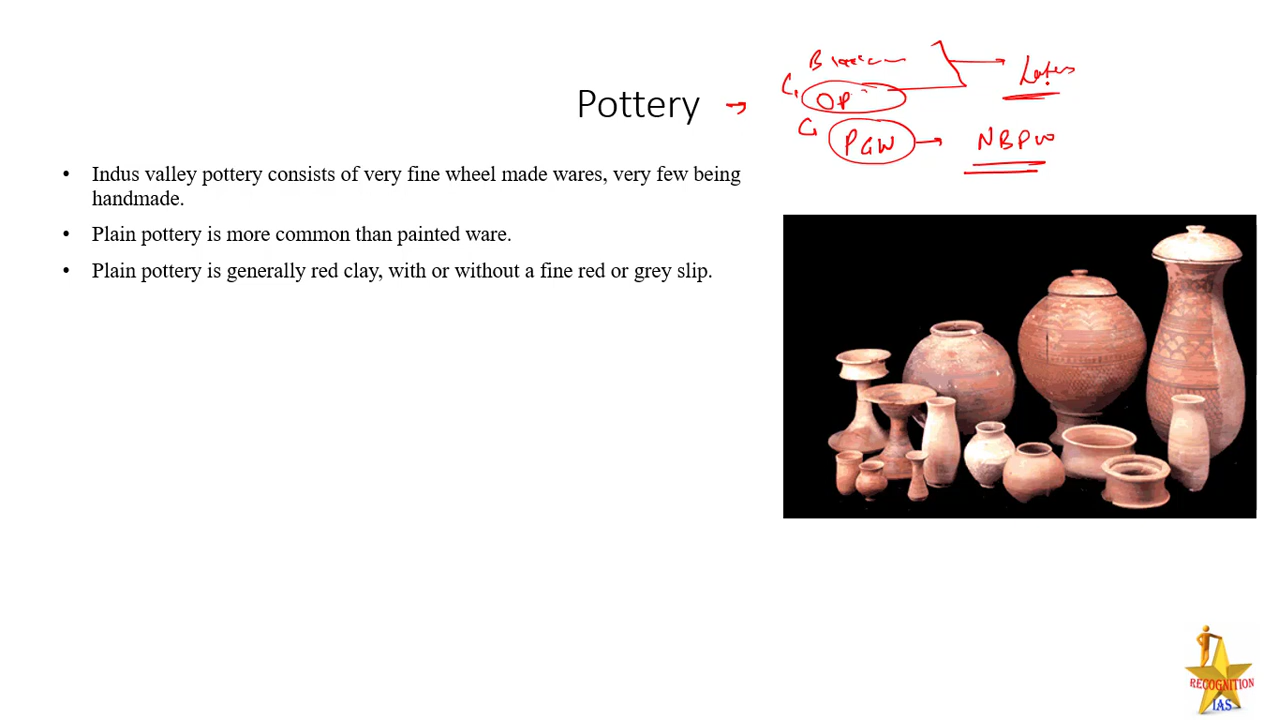 Pottery
OP
PGW
NBPW
Indus valley pottery consists of very fine wheel made wares, very few being
handmade.
Plain pottery is more common than painted ware.
Plain pottery is generally red clay, with or without a fine red or grey slip.
RECOGNITION
IAS